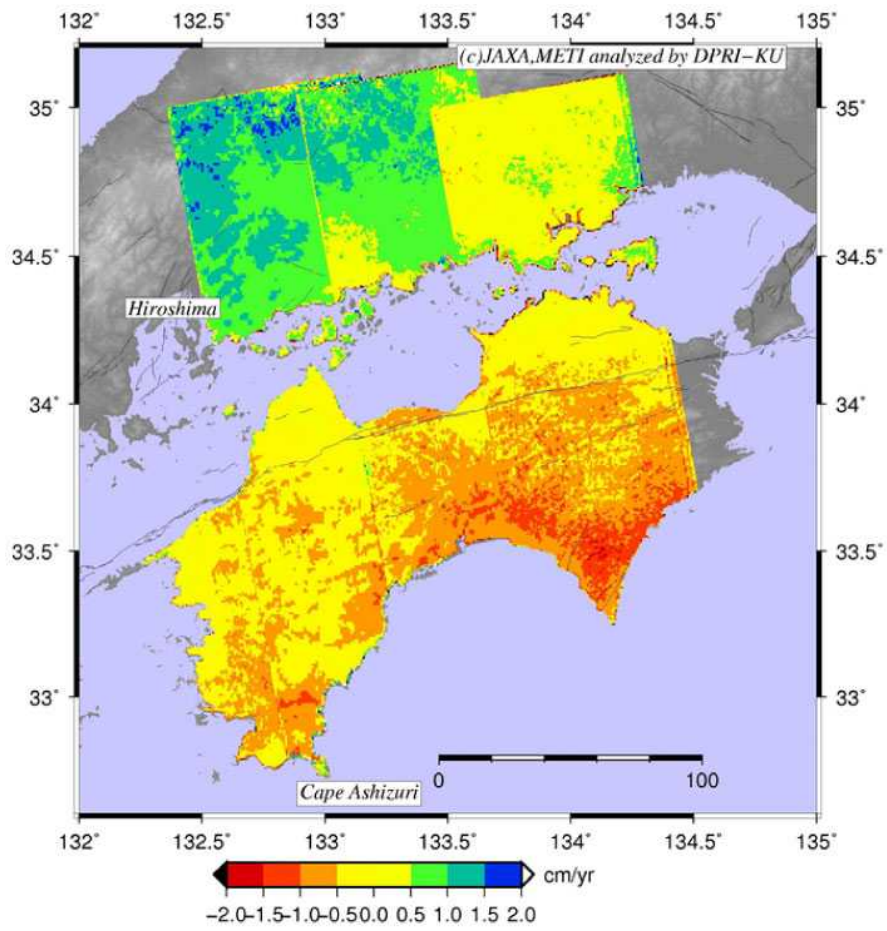 132˚ 132.5˚ 133˚ 133.5˚ 134˚ 134.5˚ 135˚
(c)JAXA,METI analyzed by DPRI−KU
35˚ 35˚
34.5˚ 34.5˚
Hiroshima
34˚ 34˚
33.5˚ 33.5˚
33˚ 33˚
0 100
Cape Ashizuri
132˚ 132.5˚ 133˚ 133.5˚ 134˚ 134.5˚ 135˚
cm/yr
−2.0−1.5−1.0−0.5 0.0 0.5 1.0 1.5 2.0